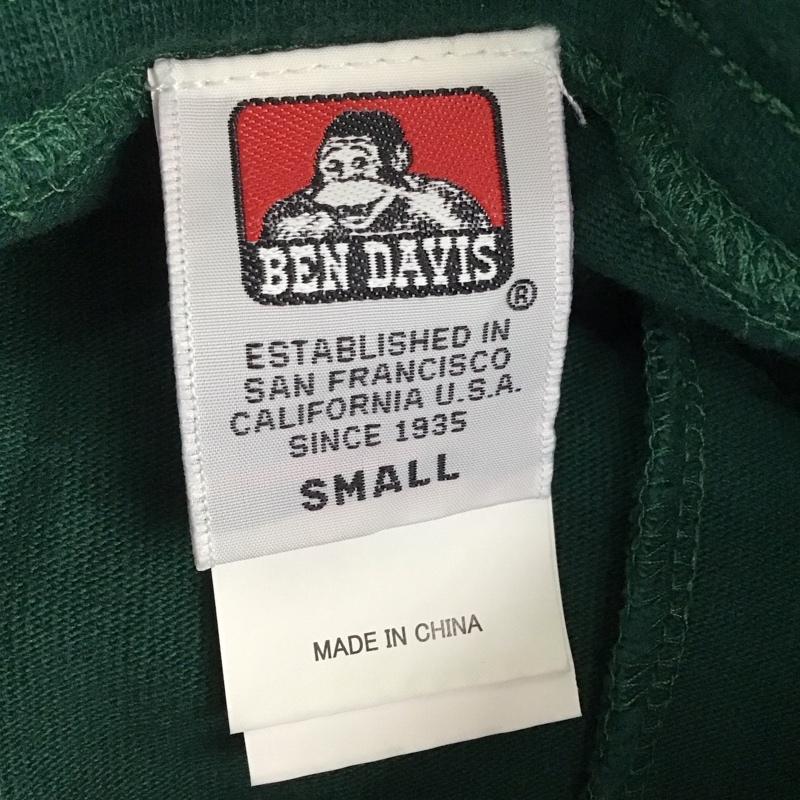 BEN DAVIS
®
ESTABLISHED IN
SAN FRANCISCO
CALIFORNIA U.S.A.
SINCE 1935
SMALL
MADE IN CHINA